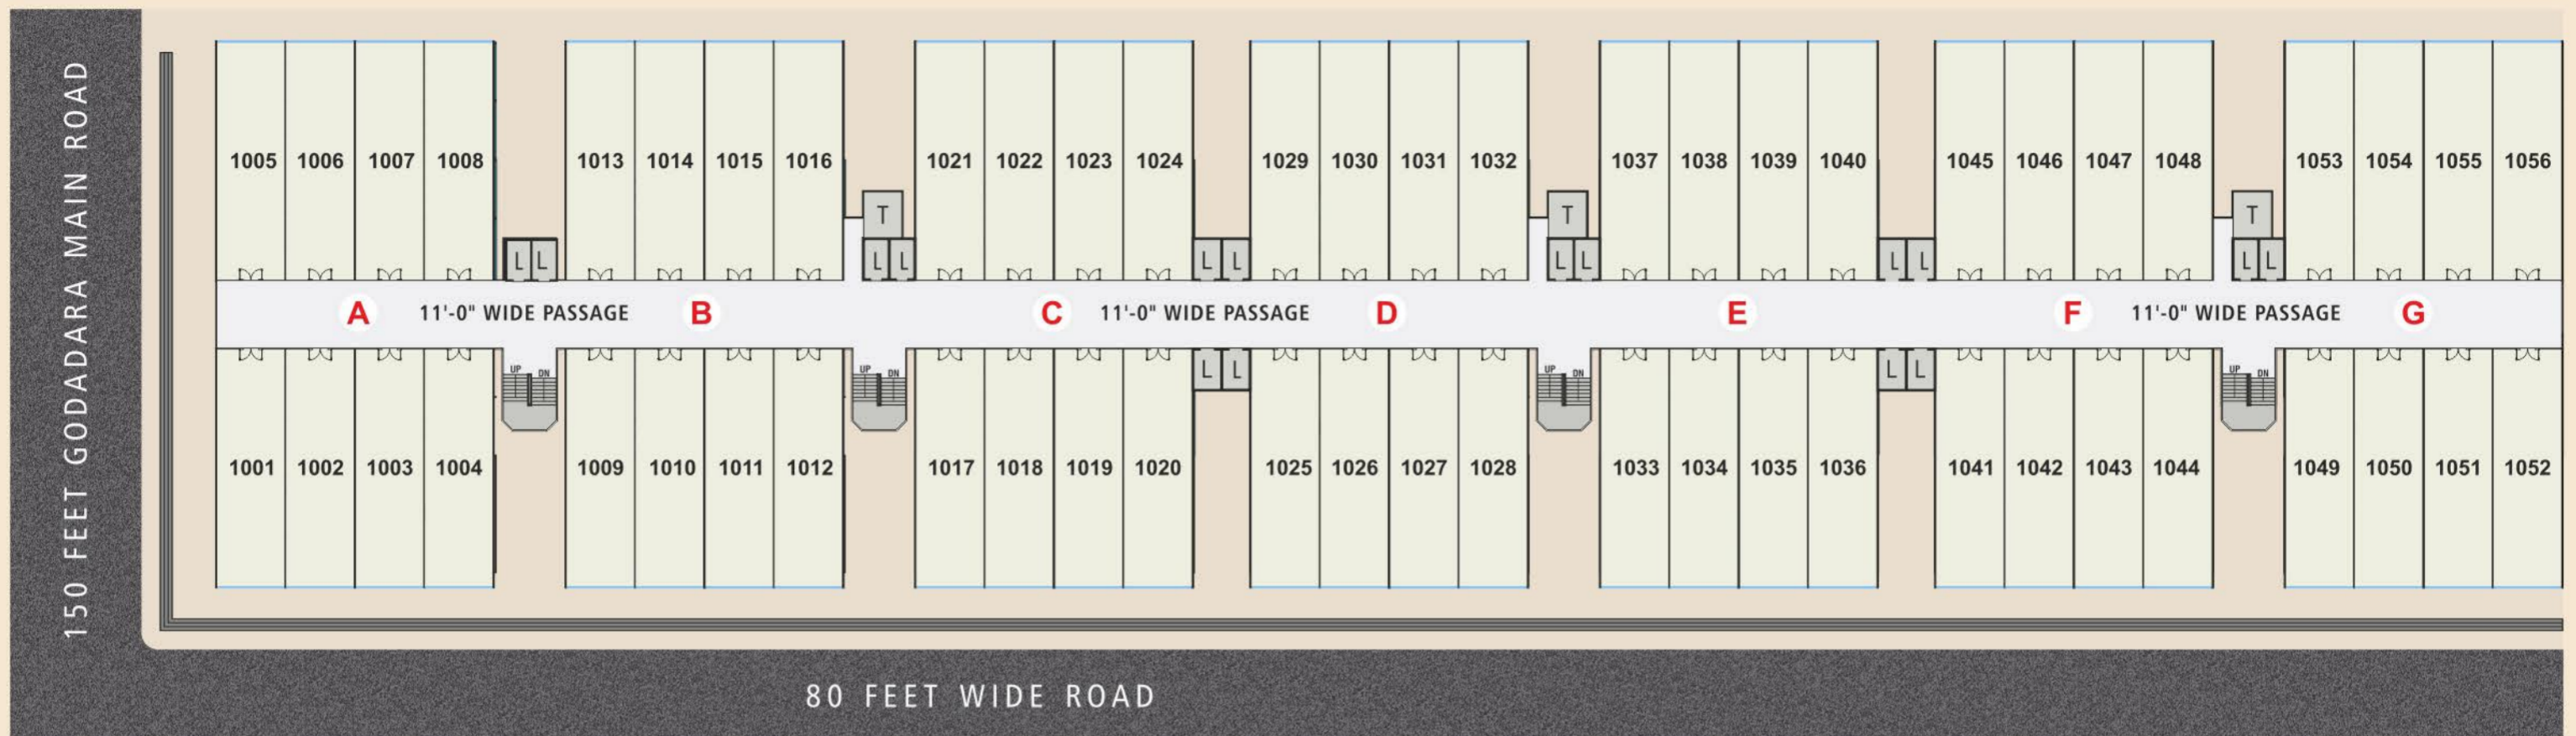 150 FEET GODADARA MAIN ROAD
1005 1006 1007 1008 1013 1014 1015 1016 1021 1022 1023 1024 1029 1030 1031 1032 1037 1038 1039 1040 1045 1046 1047 1048 1053 1054 1055 1056
T T T
L L L L L L L L L L L L
A 11'-0" WIDE PASSAGE B C 11'-0" WIDE PASSAGE D E F 11'-0" WIDE PASSAGE G
UP DN UP DN L L UP DN L L UP DN
1001 1002 1003 1004 1009 1010 1011 1012 1017 1018 1019 1020 1025 1026 1027 1028 1033 1034 1035 1036 1041 1042 1043 1044 1049 1050 1051 1052
80 FEET WIDE ROAD